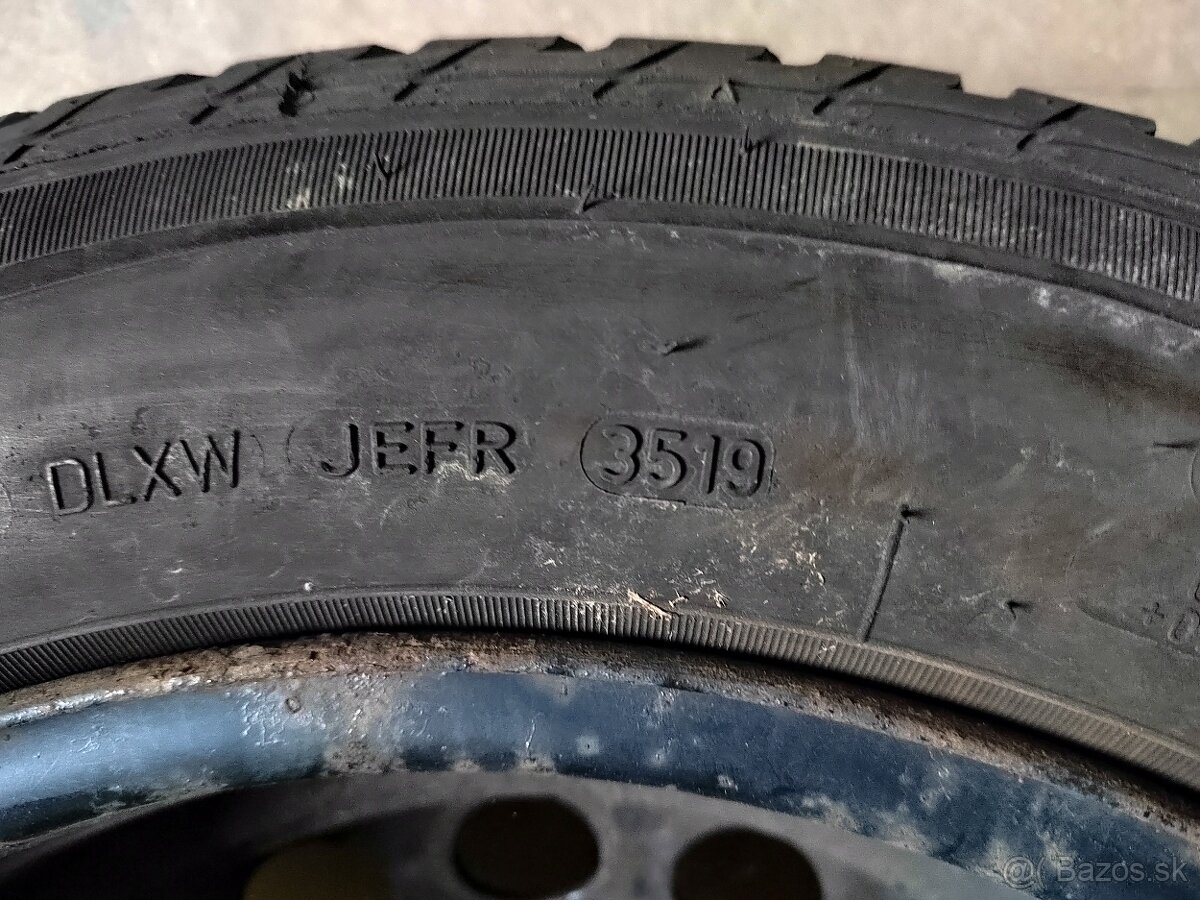 DLXW JEFR 3519
@ Bazos.sk